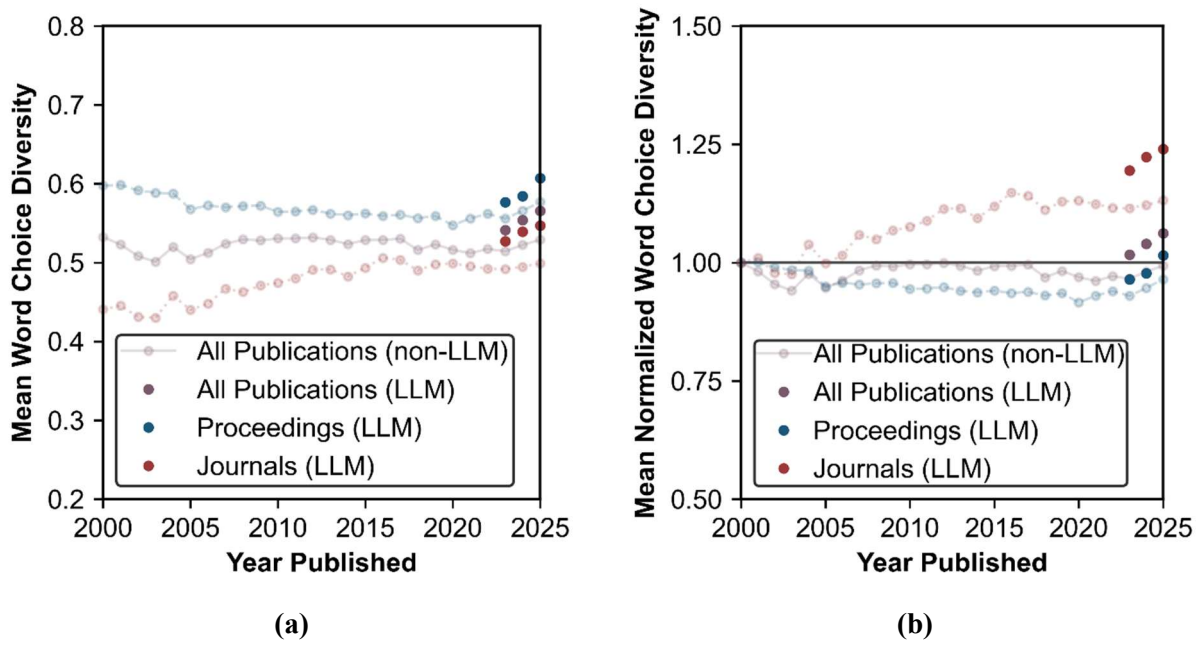 Mean Word Choice Diversity
0.8
0.7
0.6
0.5
0.4
0.3
0.2
All Publications (non-LLM)
All Publications (LLM)
Proceedings (LLM)
Journals (LLM)
2000 2005 2010 2015 2020 2025
Year Published
(a)
Mean Normalized Word Choice Diversity
1.50
1.25
1.00
0.75
0.50
All Publications (non-LLM)
All Publications (LLM)
Proceedings (LLM)
Journals (LLM)
2000 2005 2010 2015 2020 2025
Year Published
(b)